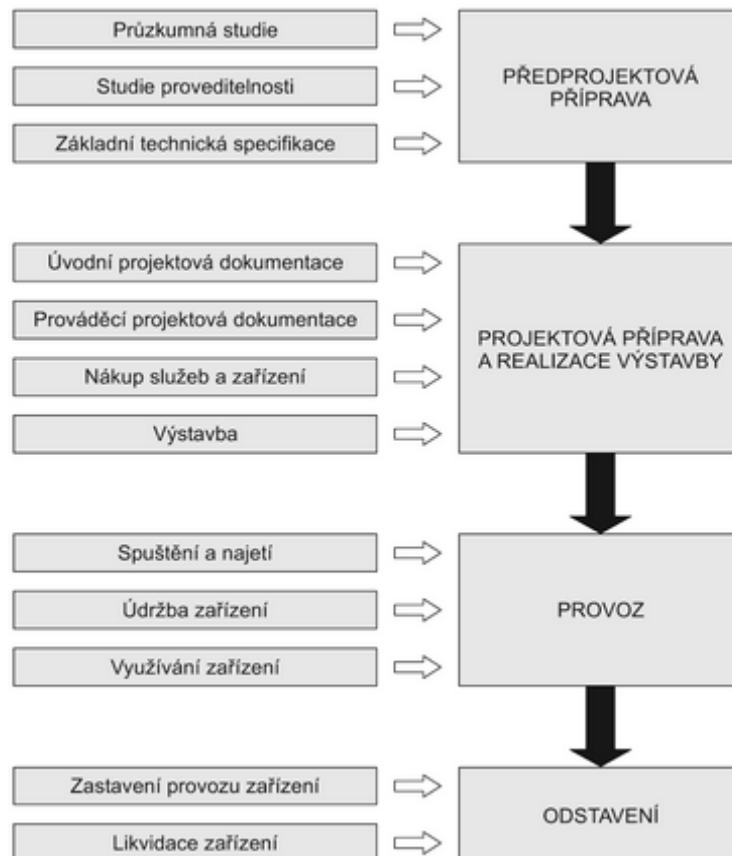 Průzkumná studie
Studie proveditelnosti
Základní technická specifikace
PŘEDPROJEKTOVÁ
PŘÍPRAVA
Úvodní projektová dokumentace
Prováděcí projektová dokumentace
Nákup služeb a zařízení
Výstavba
PROJEKTOVÁ PŘÍPRAVA
A REALIZACE VÝSTAVBY
Spuštění a najetí
Údržba zařízení
Využívání zařízení
PROVOZ
Zastavení provozu zařízení
Likvidace zařízení
ODSTAVENÍ